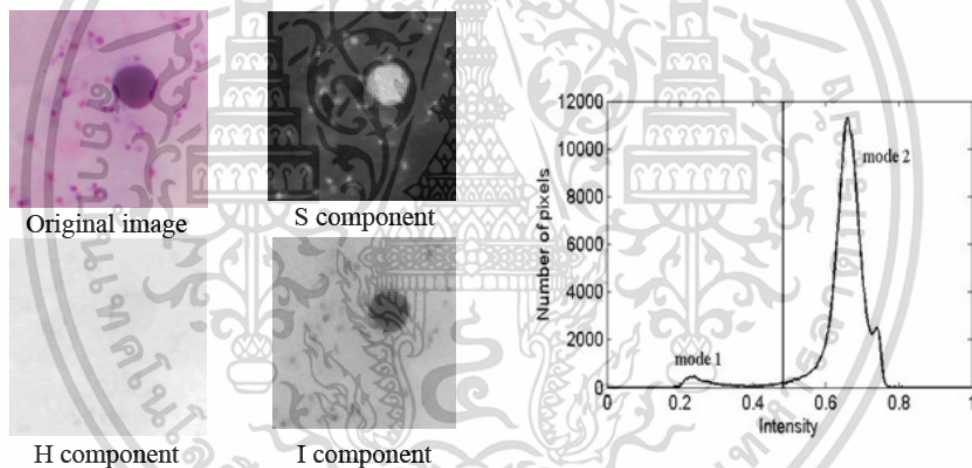 Original image
S component
H component
I component
Number of pixels
12000
10000
8000
6000
4000
2000
0
mode 1
mode 2
0 0.2 0.4 0.6 0.8 1
Intensity